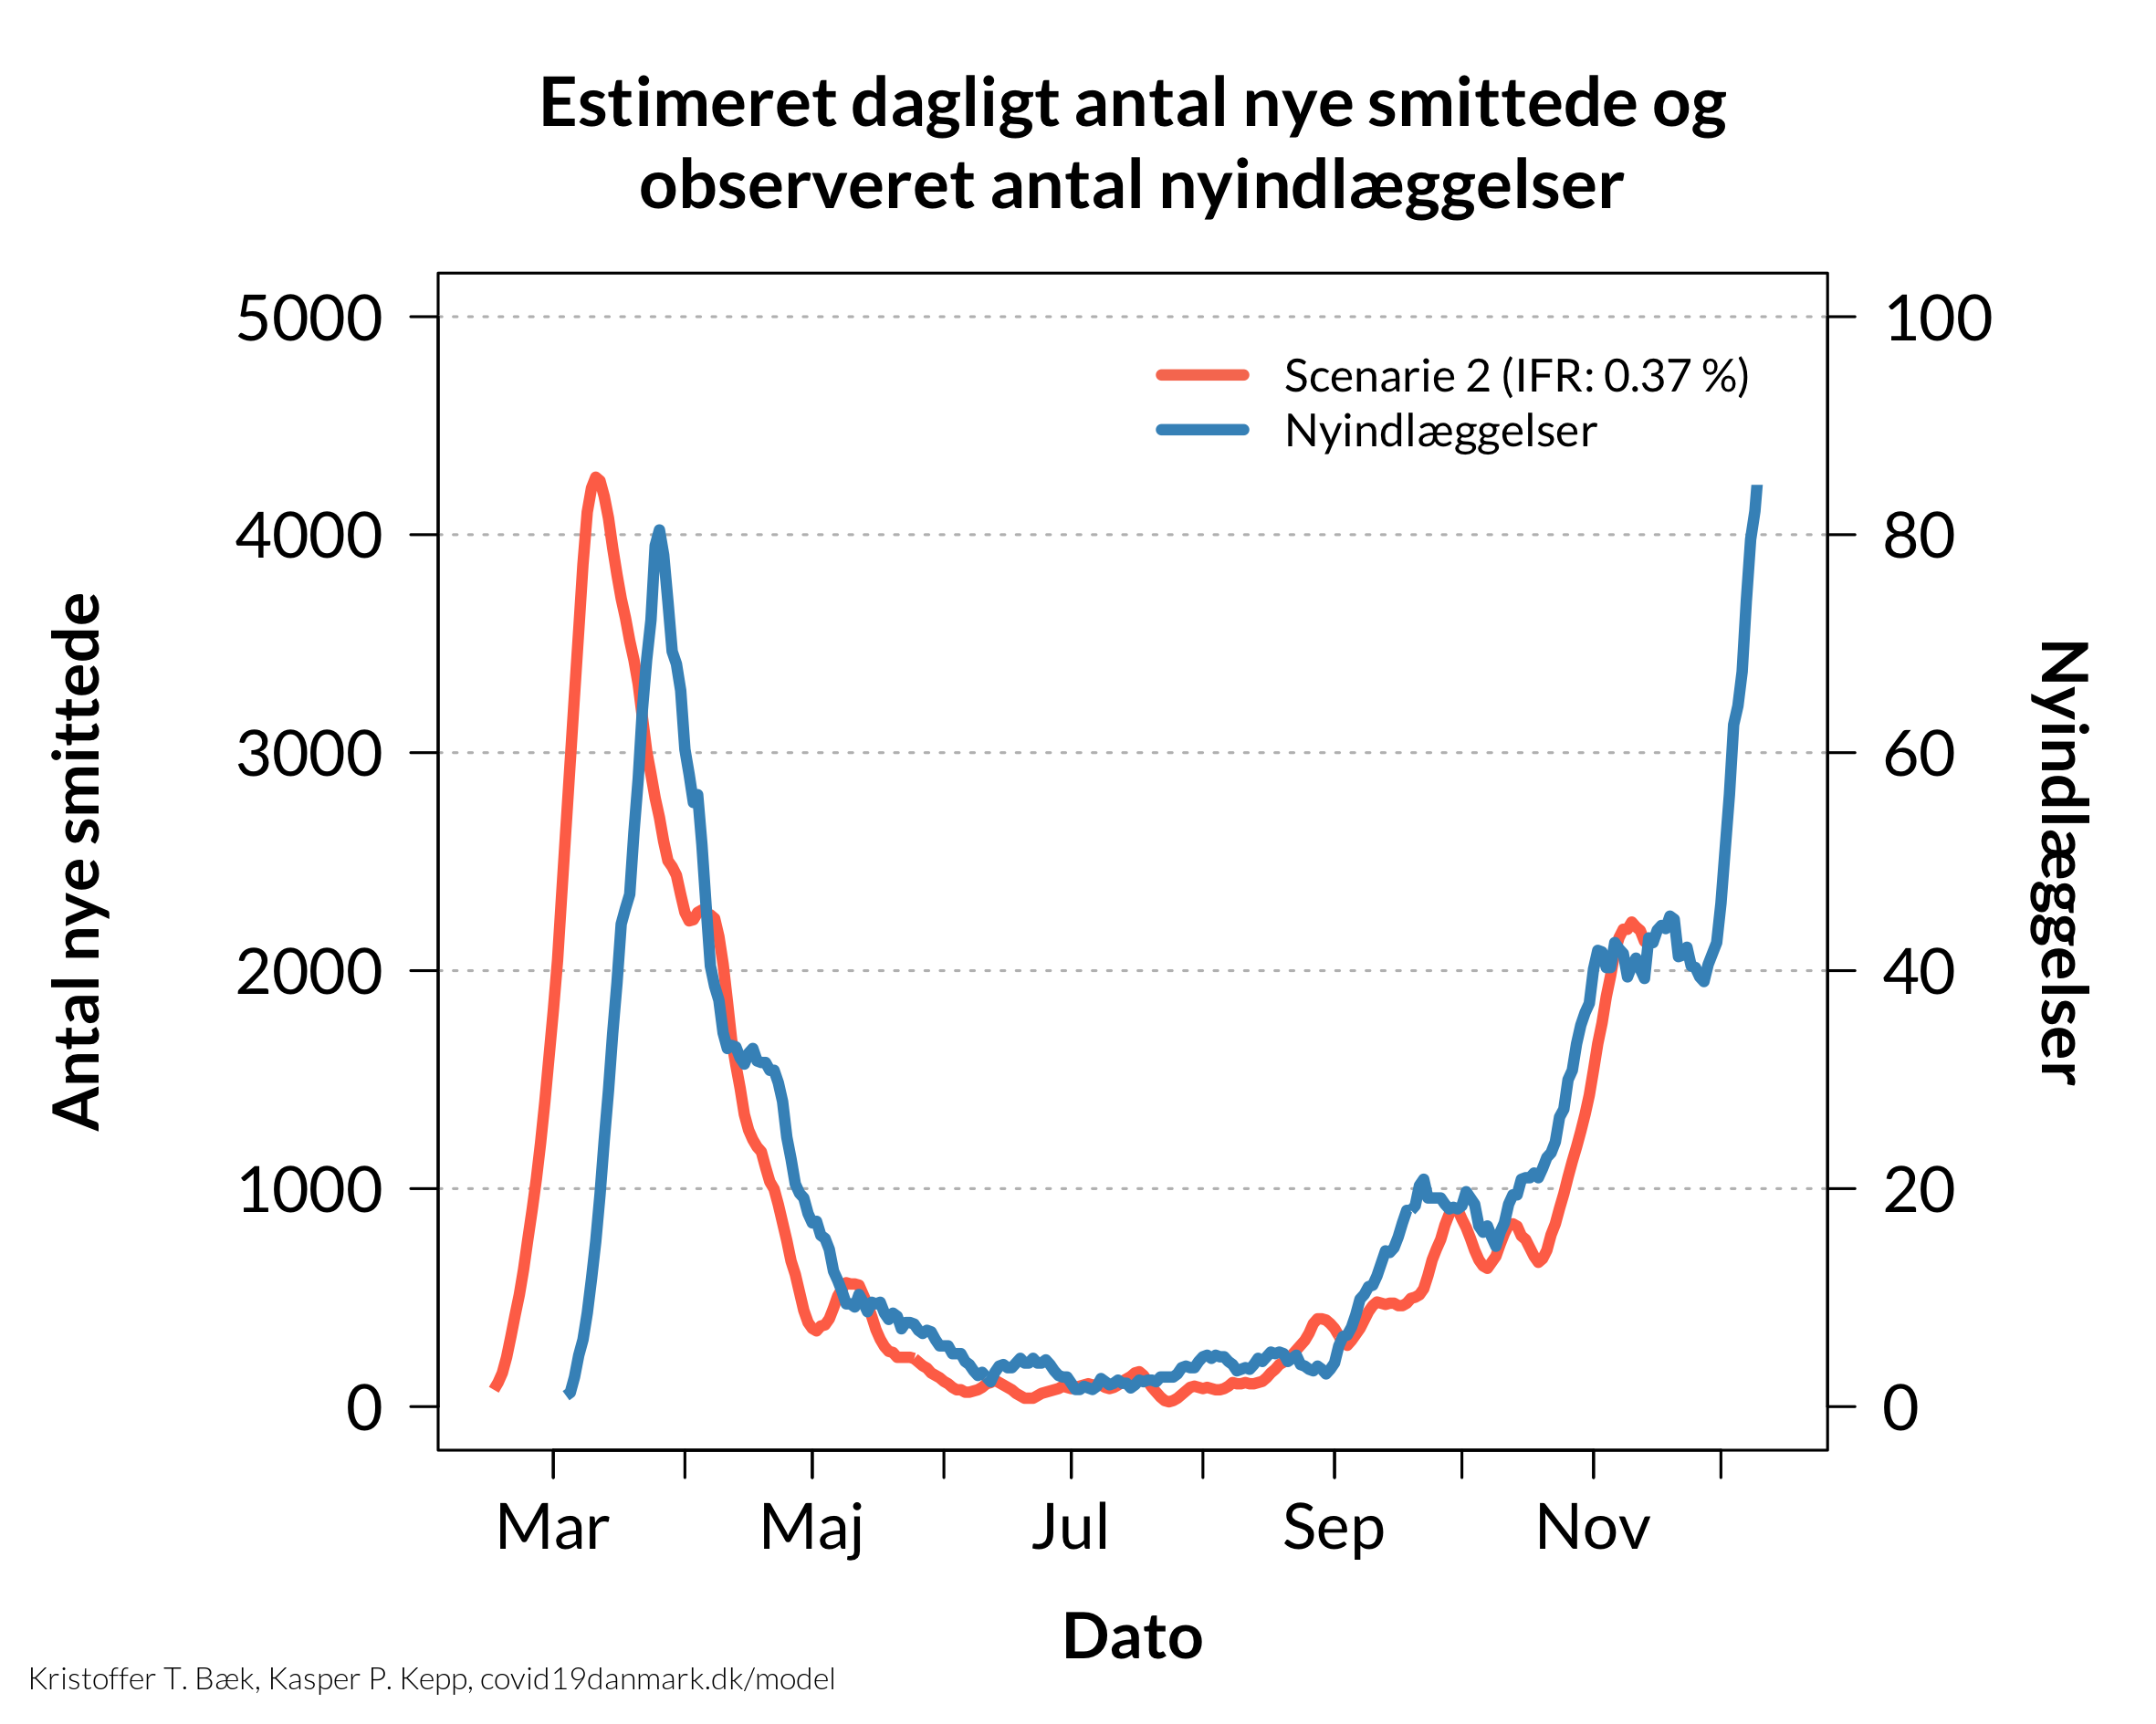 Estimeret dagligt antal nye smittede og
observeret antal nyindlæggelser
Scenarie 2 (IFR: 0.37 %)
Nyindlæggelser
Antal nye smittede
5000
4000
3000
2000
1000
0
100
80
60
40
20
0
Nyindlæggelser
Mar Maj Jul Sep Nov
Dato
Kristoffer T. Bæk, Kasper P. Kepp, covid19danmark.dk/model